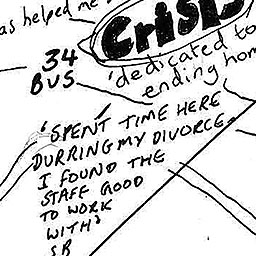 as helped me
Crisis
'dedicated to
ending hom
34
BUS
'SPENT TIME HERE
DURRING MY DIVORCE.
I FOUND THE
STAFF GOOD
TO WORK
WITH'
SB